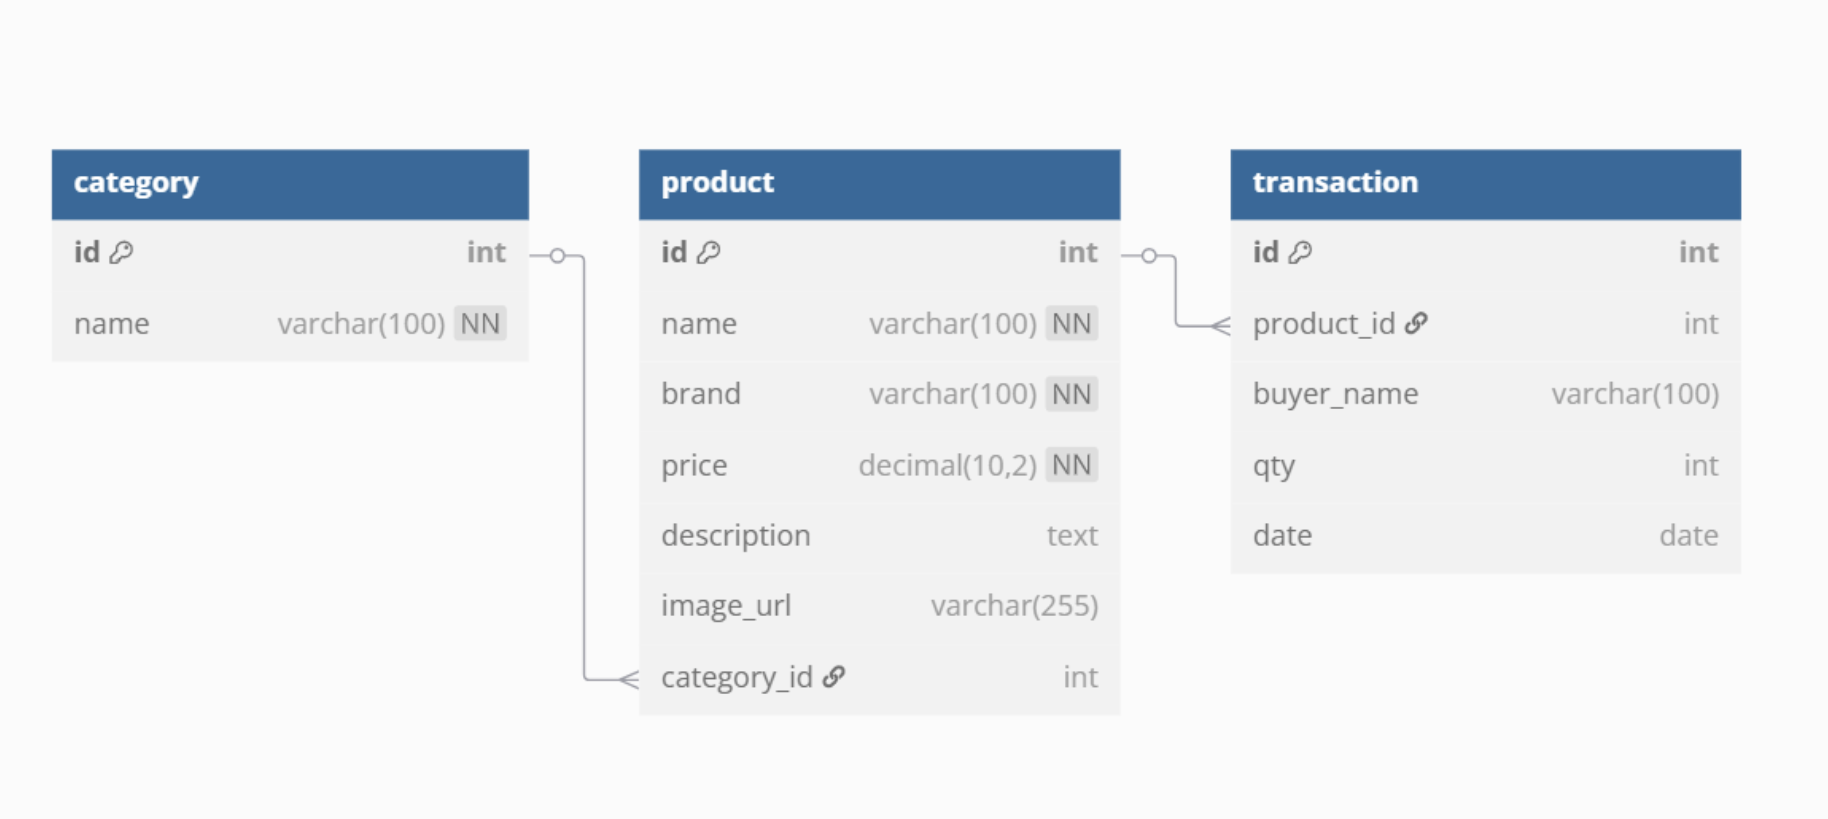 category
id int
name varchar(100) NN
product
id int
name varchar(100) NN
brand varchar(100) NN
price decimal(10,2) NN
description text
image_url varchar(255)
category_id int
transaction
id int
product_id int
buyer_name varchar(100)
qty int
date date